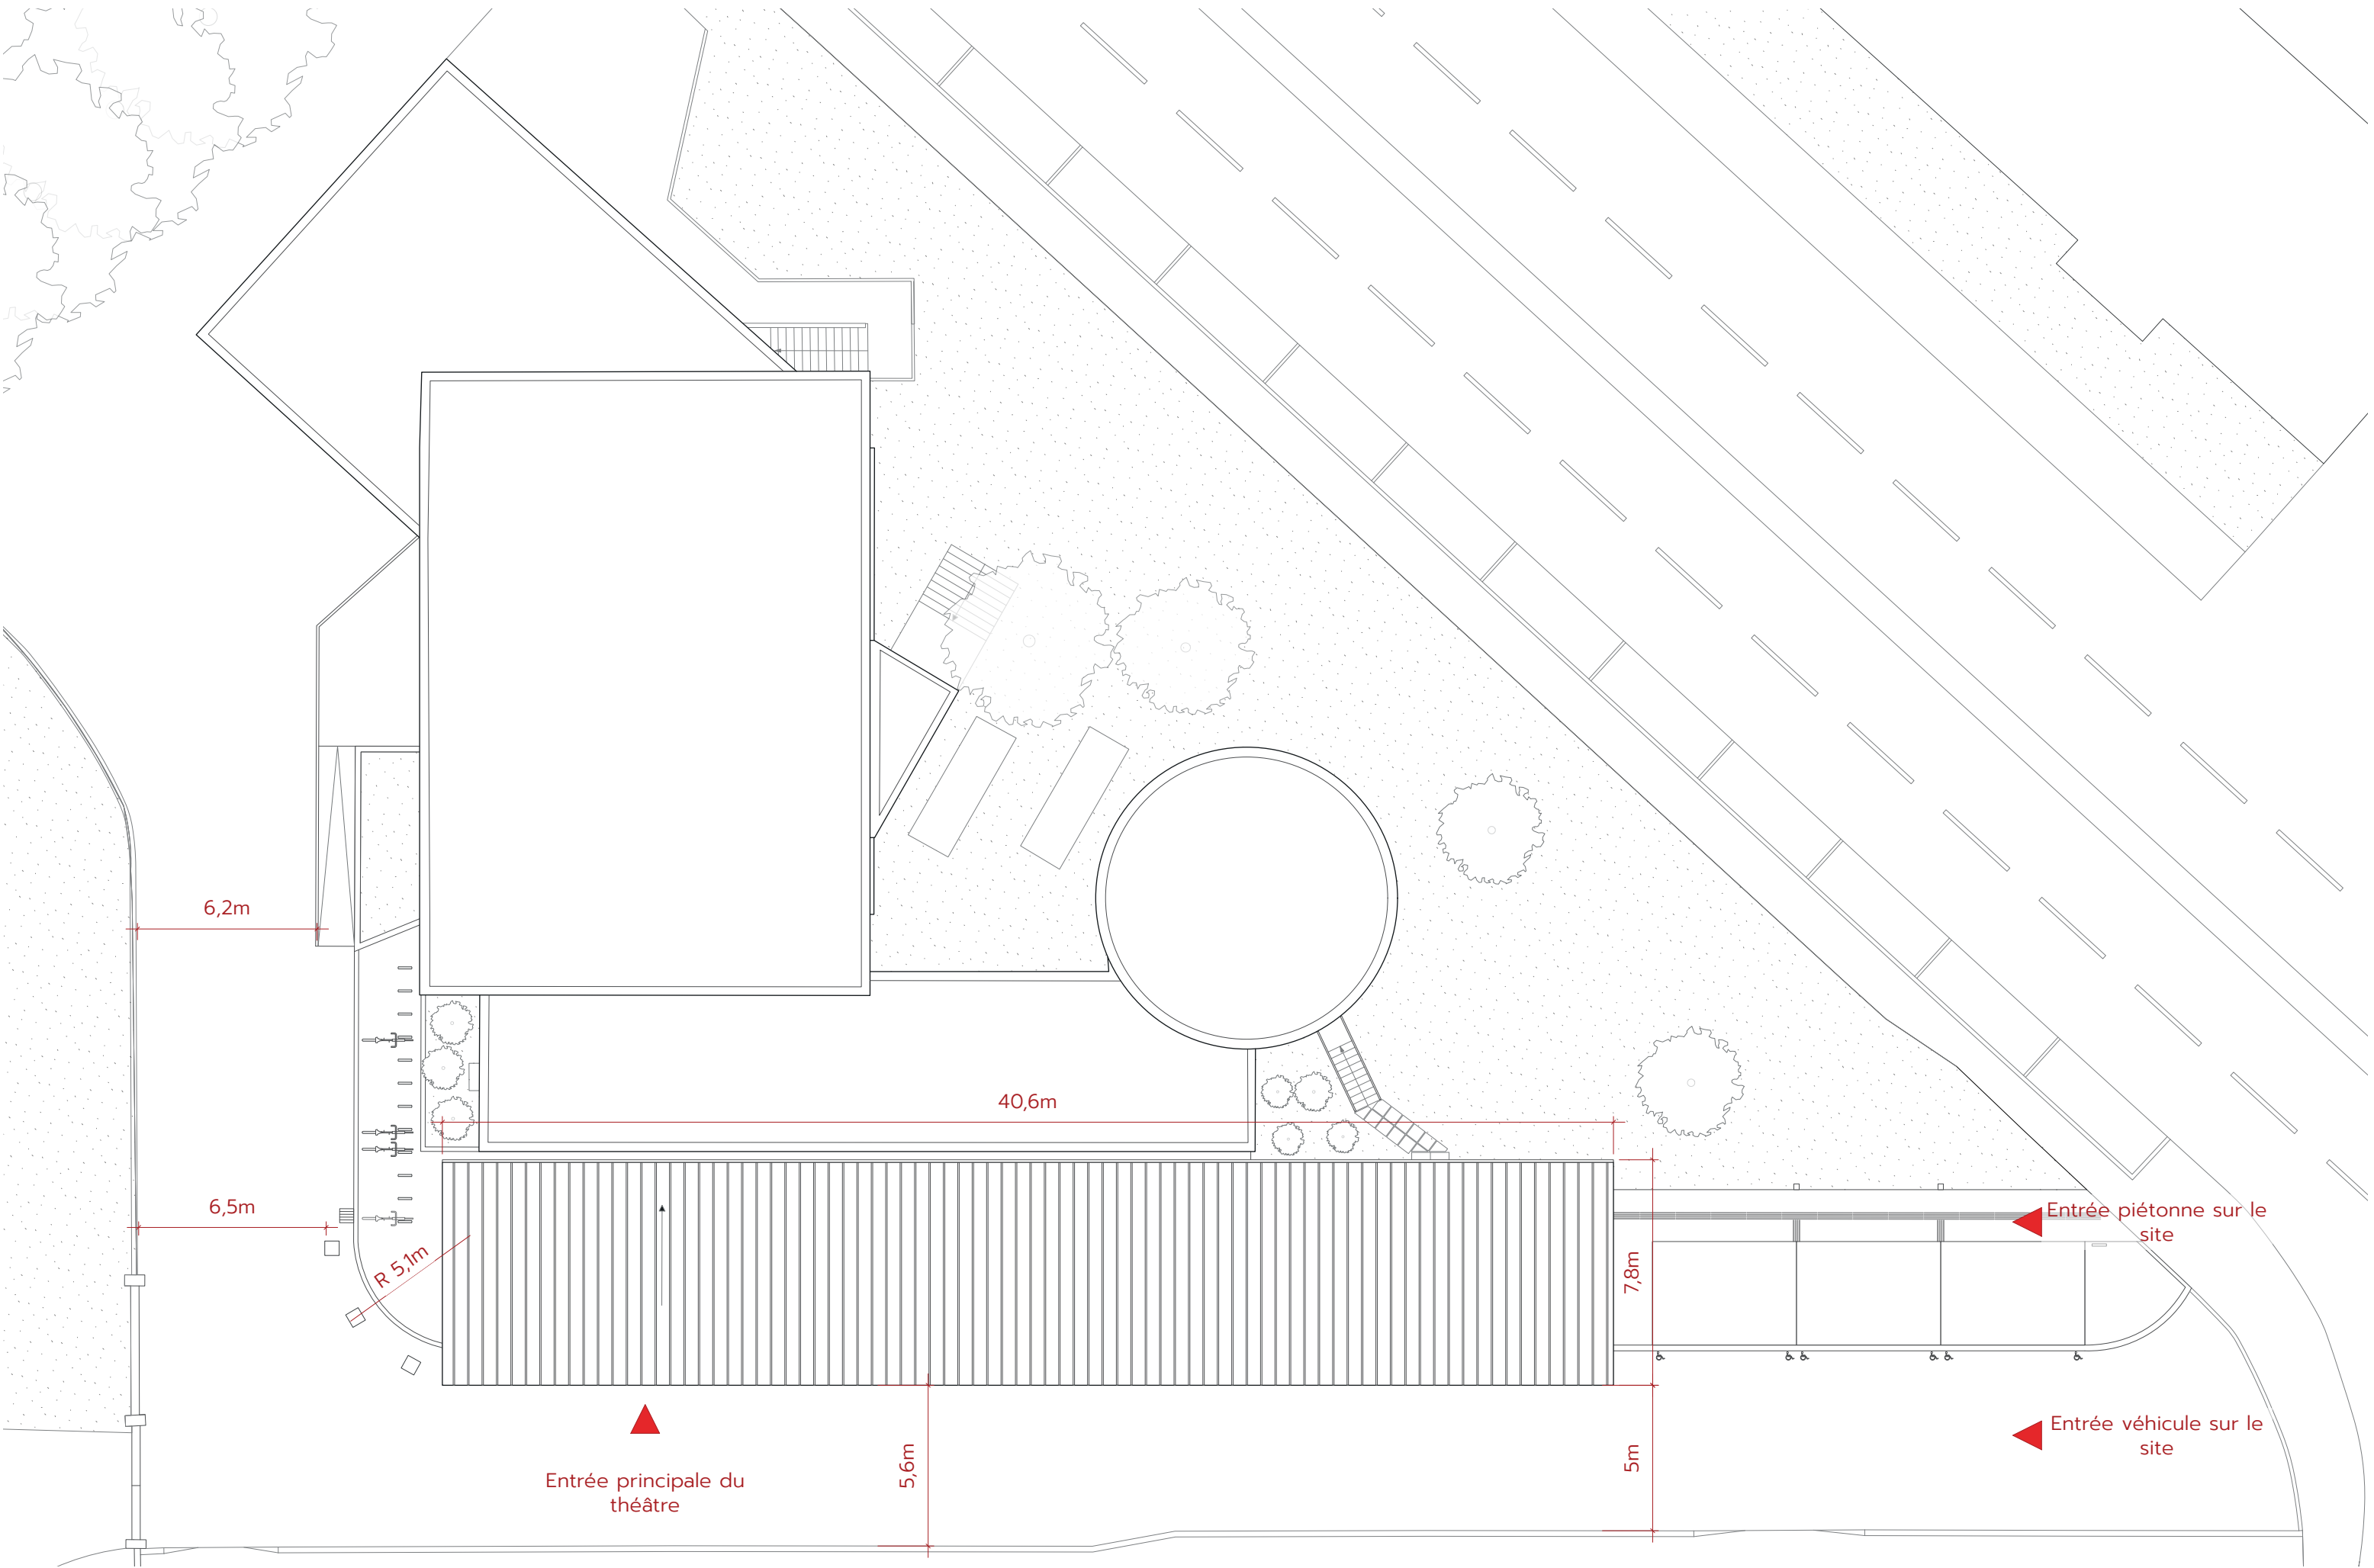 6,2m
40,6m
6,5m
Entrée piétonne sur le
site
R 5,1m
7,8m
Entrée véhicule sur le
site
5,6m
5m
Entrée principale du
théâtre